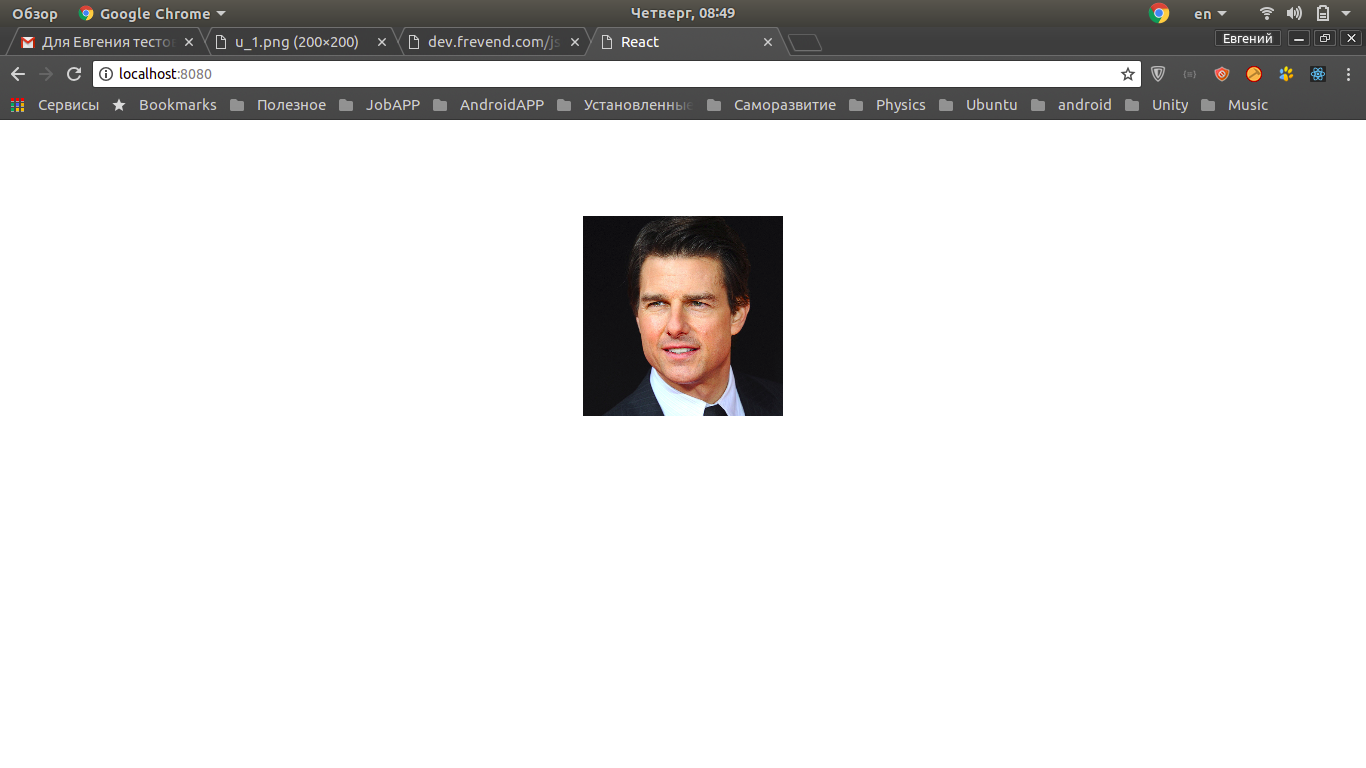 Обзор Google Chrome Четверг, 08:49 en
Для Евгения тесто u_1.png (200×200) dev.frevend.com/js React Евгений
localhost:8080
Сервисы Bookmarks Полезное JobAPP AndroidAPP Установленные Саморазвитие Physics Ubuntu android Unity Music